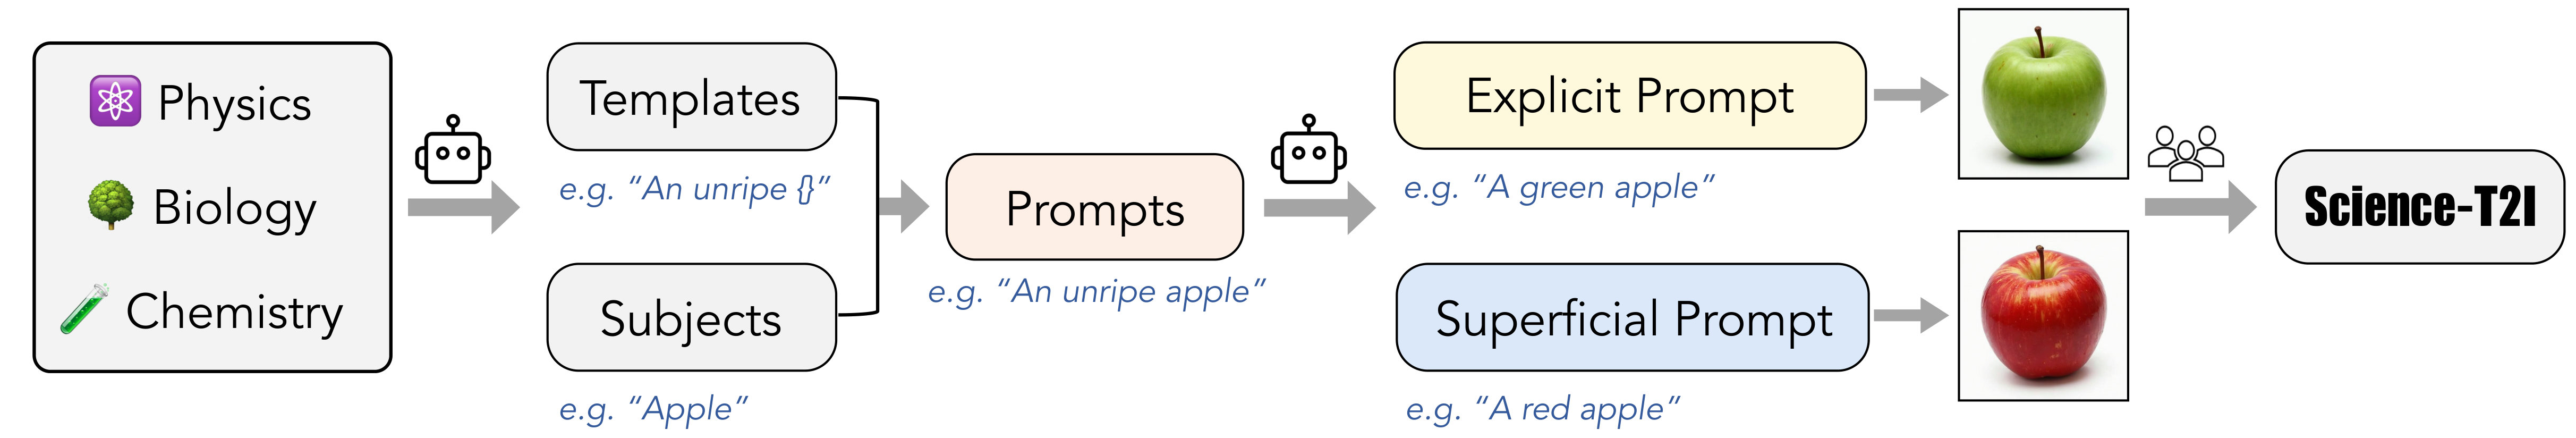 Physics
Biology
Chemistry
Templates
e.g. “An unripe {}”
Subjects
e.g. “Apple”
Prompts
e.g. “An unripe apple”
Explicit Prompt
e.g. “A green apple”
Superficial Prompt
e.g. “A red apple”
Science-T2I